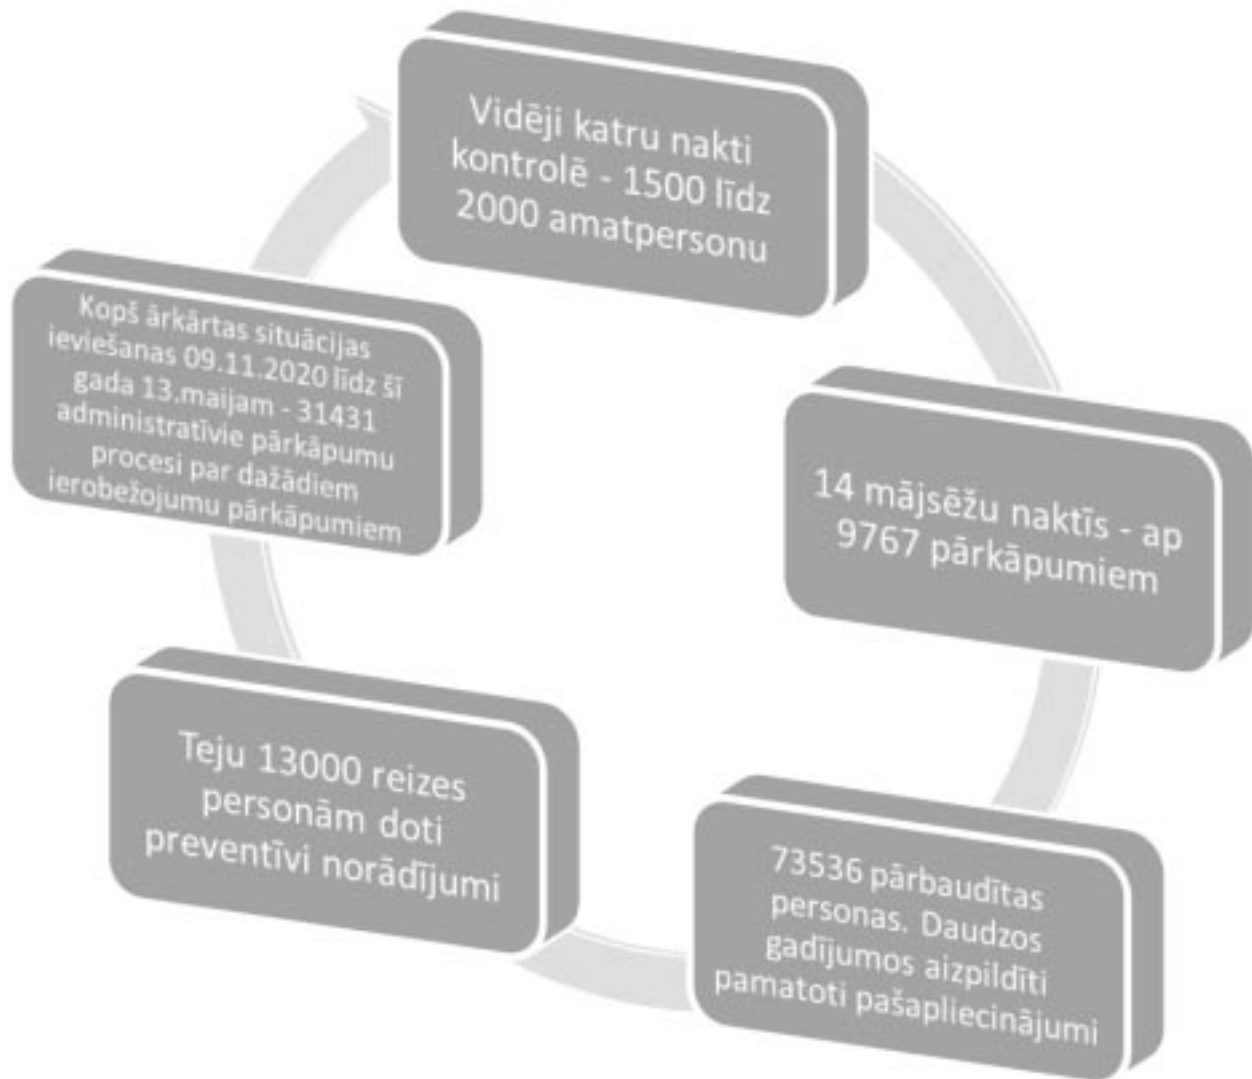 Vidēji katru nakti
kontrolē - 1500 līdz
2000 amatpersonu
14 mājsēžu naktīs - ap
9767 pārkāpumiem
73536 pārbaudītas
personas. Daudzos
gadījumos aizpildīti
pamatoti pašapliecinājumi
Teju 13000 reizes
personām doti
preventīvi norādījumi
Kopš ārkārtas situācijas
ieviešanas 09.11.2020 līdz šī
gada 13.maijam - 31431
administratīvie pārkāpumu
procesi par dažādiem
ierobežojumu pārkāpumiem